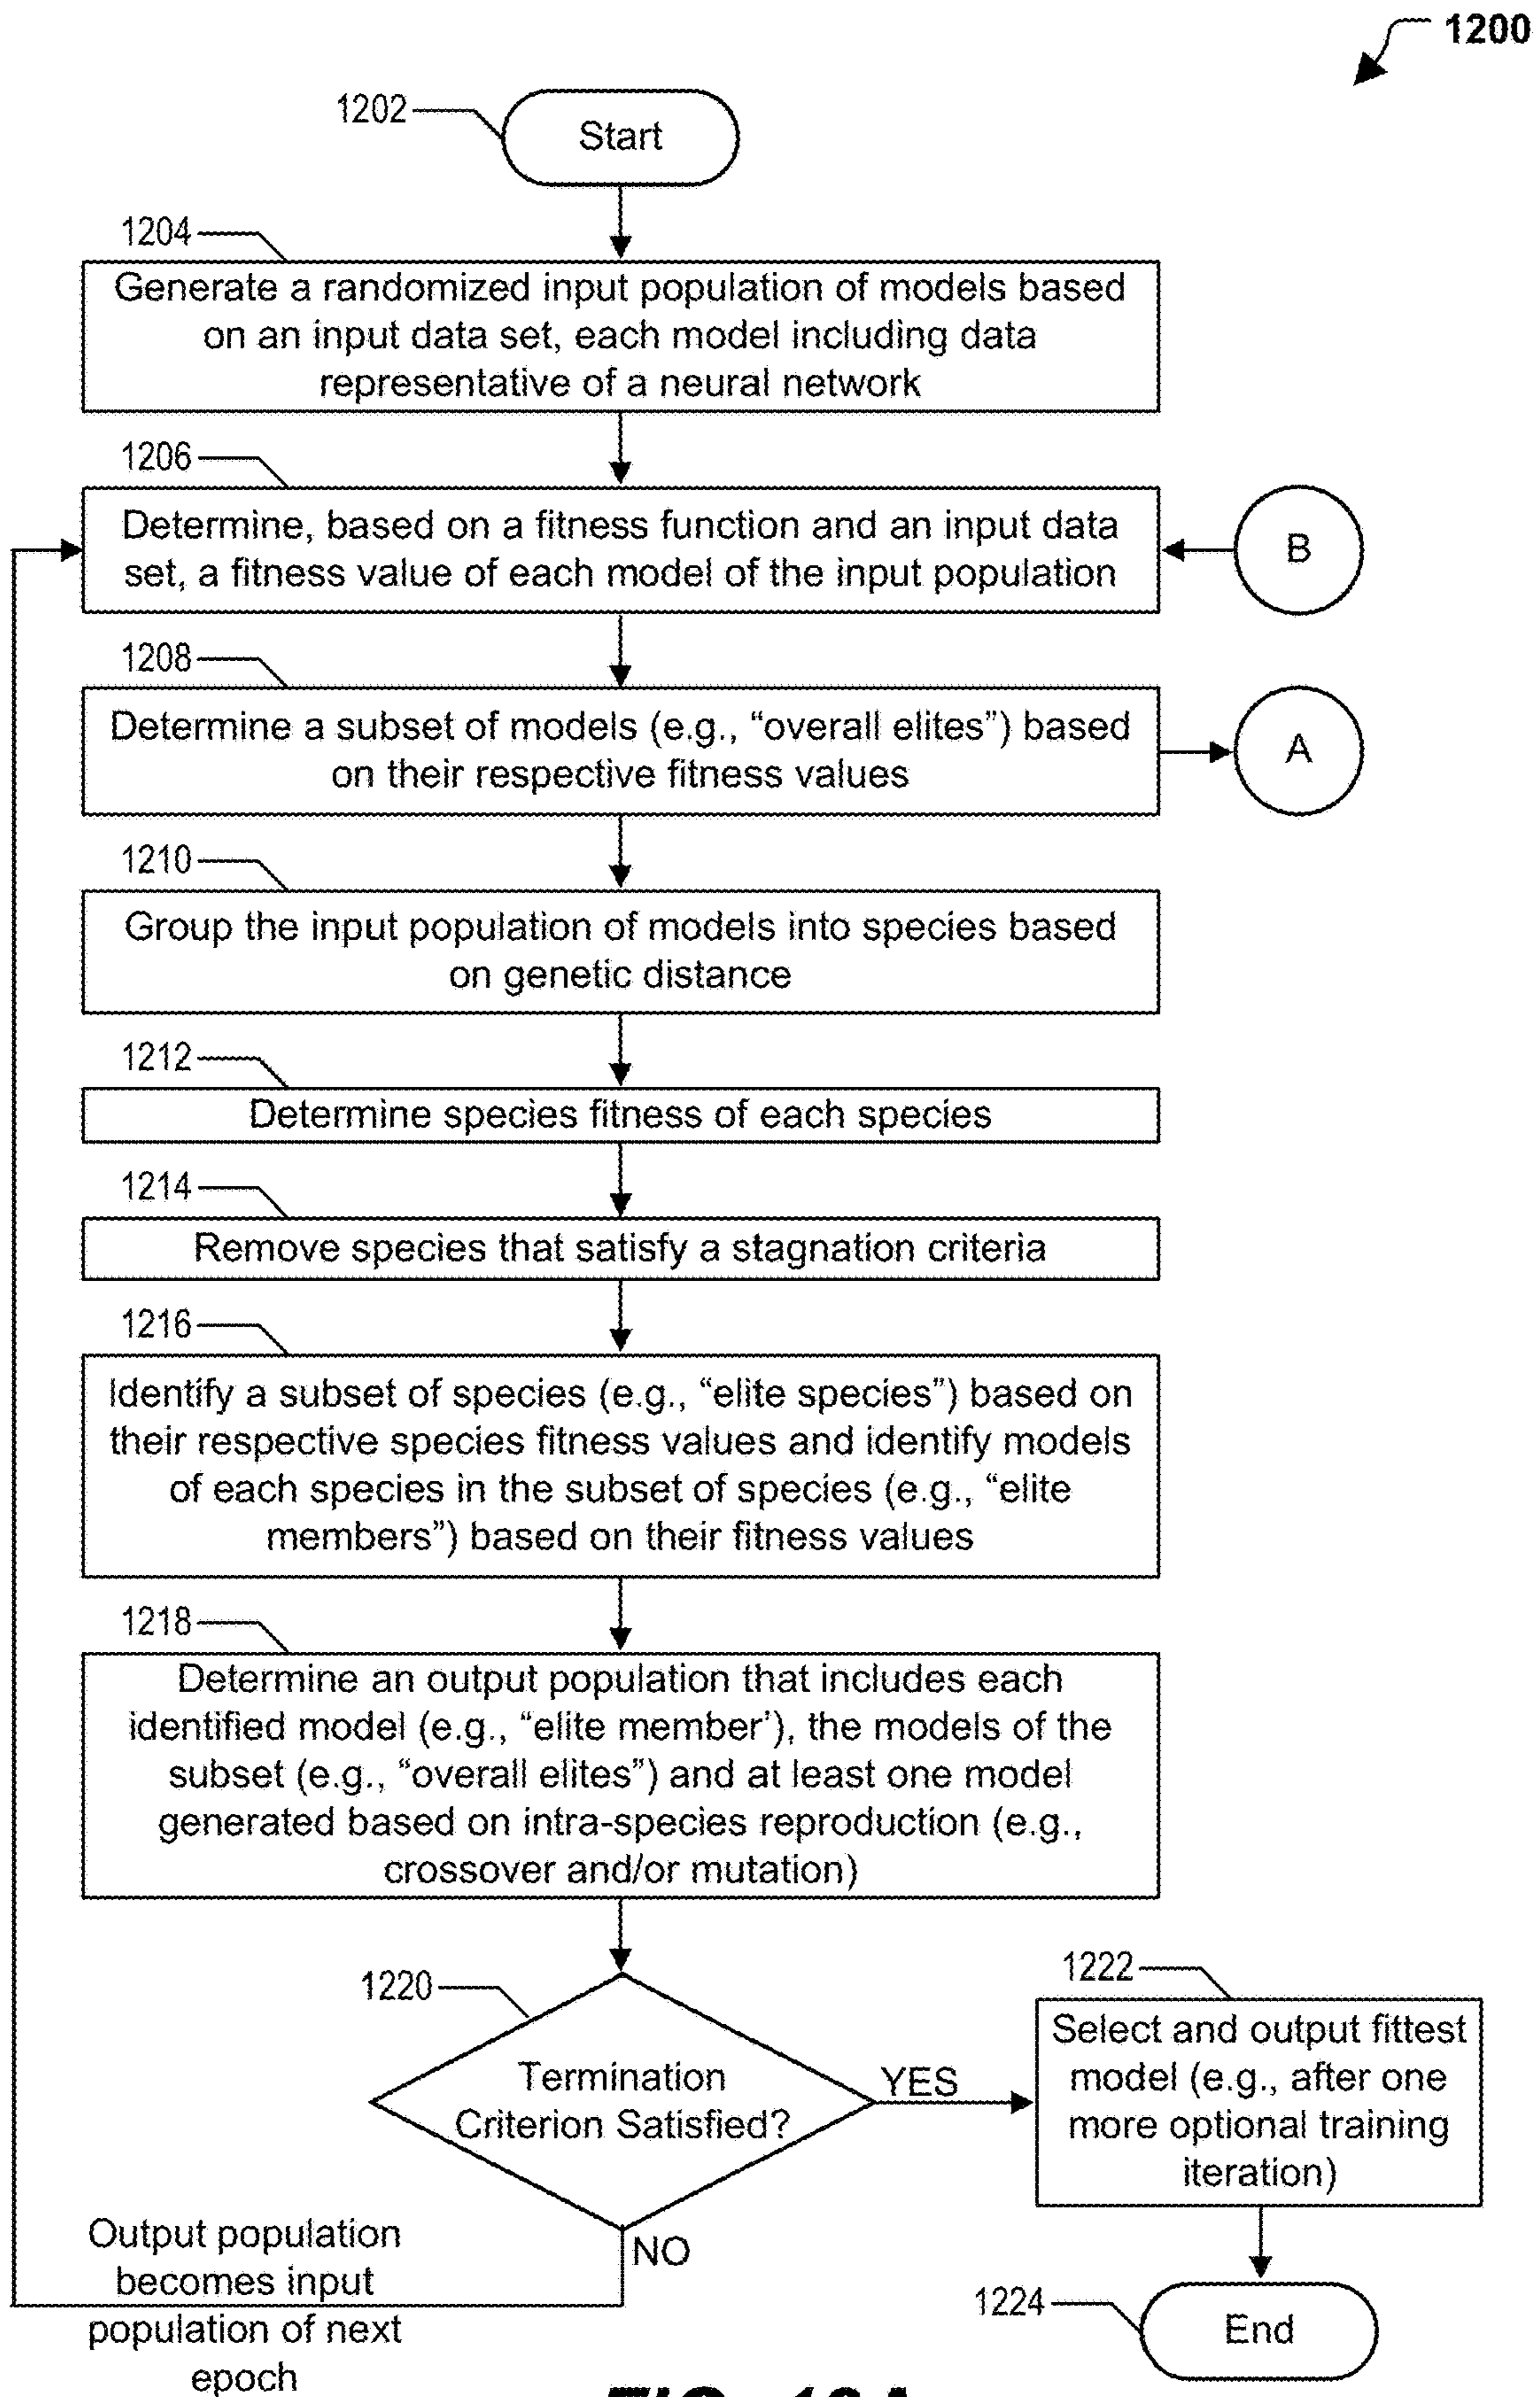 1200
1202
Start
1204
Generate a randomized input population of models based
on an input data set, each model including data
representative of a neural network
1206
Determine, based on a fitness function and an input data
set, a fitness value of each model of the input population
B
1208
Determine a subset of models (e.g., “overall elites”) based
on their respective fitness values
A
1210
Group the input population of models into species based
on genetic distance
1212
Determine species fitness of each species
1214
Remove species that satisfy a stagnation criteria
1216
Identify a subset of species (e.g., “elite species”) based on
their respective species fitness values and identify models
of each species in the subset of species (e.g., “elite
members”) based on their fitness values
1218
Determine an output population that includes each
identified model (e.g., “elite member’), the models of the
subset (e.g., “overall elites”) and at least one model
generated based on intra-species reproduction (e.g.,
crossover and/or mutation)
1220
Termination
Criterion Satisfied?
YES
1222
Select and output fittest
model (e.g., after one
more optional training
iteration)
NO
Output population
becomes input
population of next
epoch
1224
End